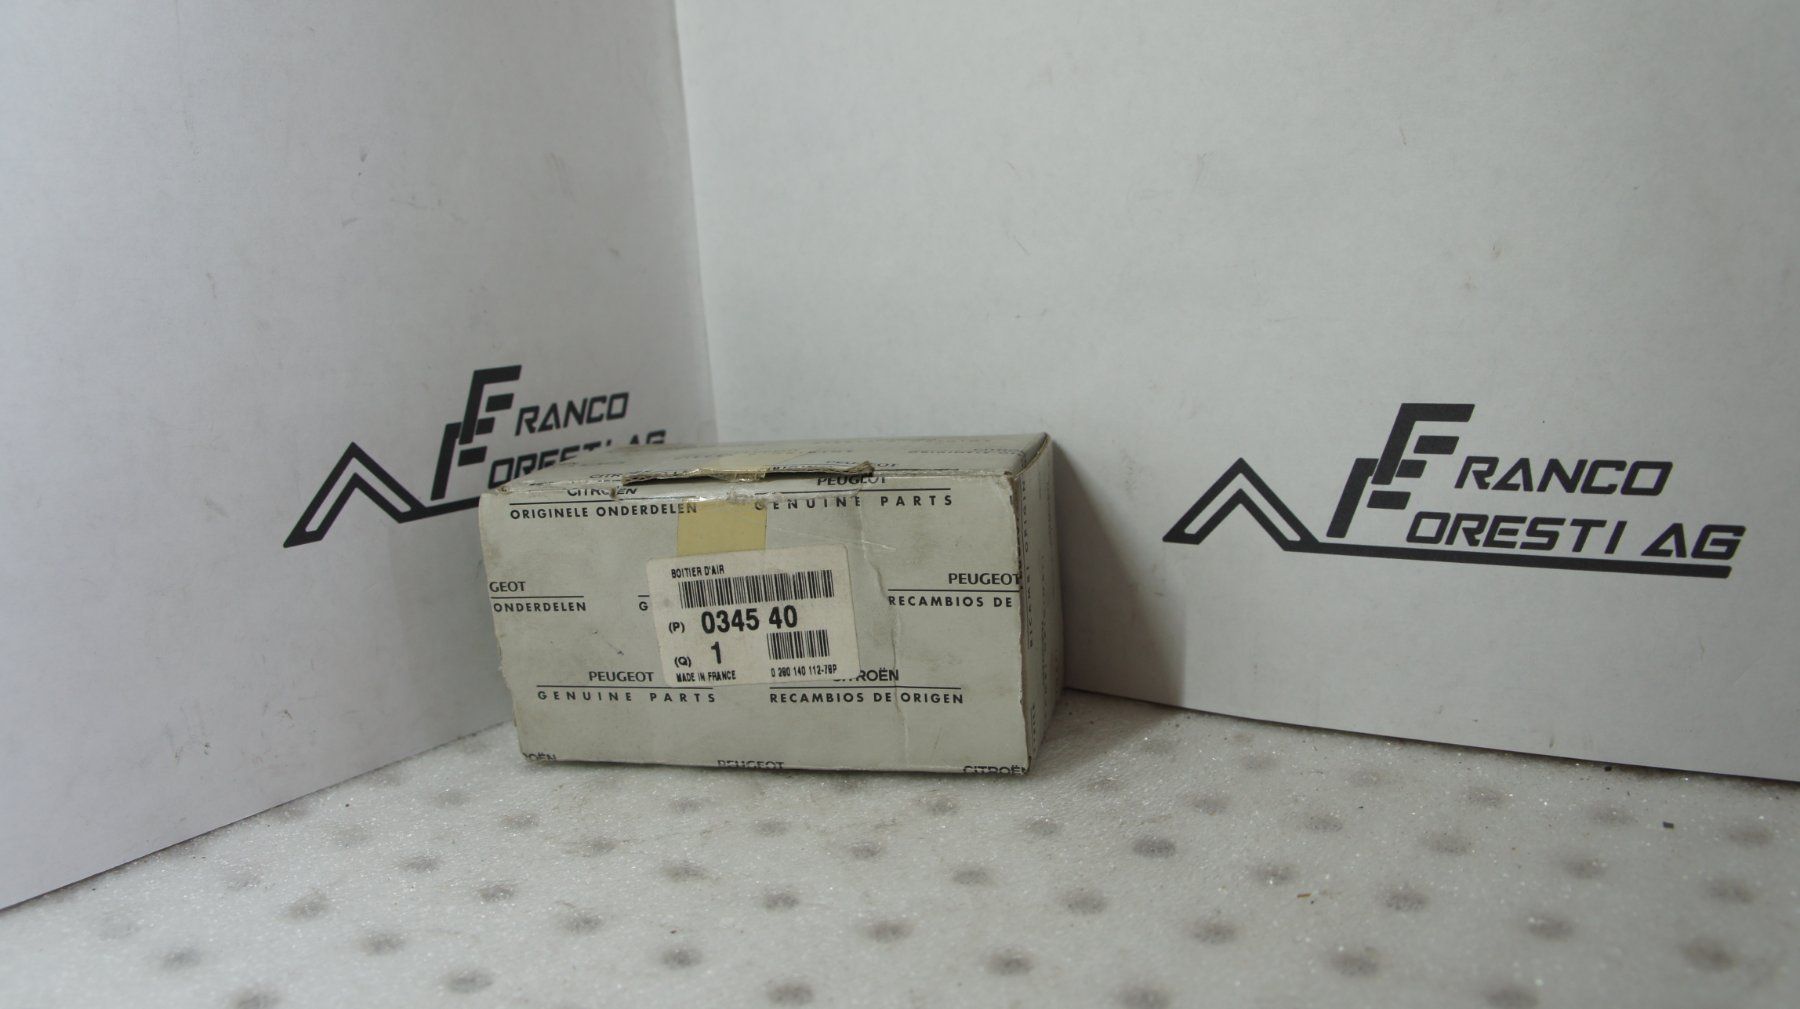 FRANCO
FORESTI AG
FRANCO
FORESTI AG
CITROËN
PEUGEOT
ORIGINELE ONDERDELEN
GENUINE PARTS
GEOT
ONDERDELEN
G
PEUGEOT
RECAMBIOS DE
BOITIER D'AIR
(P) 0345 40
(Q) 1
MADE IN FRANCE
0 280 140 112-78P
PEUGEOT
GENUINE PARTS
CITROËN
RECAMBIOS DE ORIGEN
OËN
PEUGEOT
CITROËN